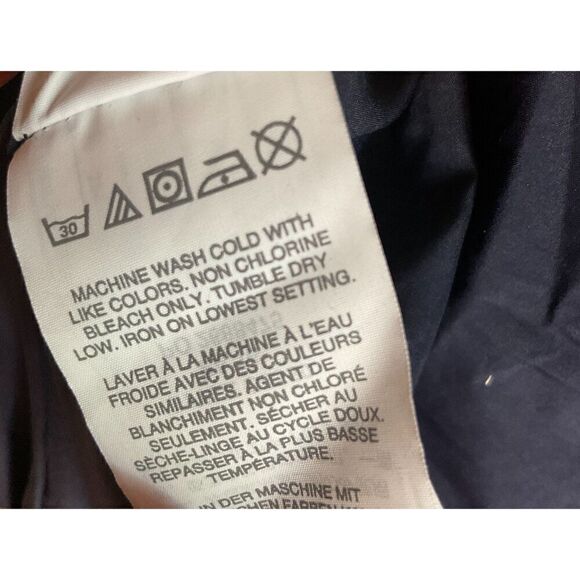 30
MACHINE WASH COLD WITH
LIKE COLORS. NON CHLORINE
BLEACH ONLY. TUMBLE DRY
LOW. IRON ON LOWEST SETTING.
LAVER À LA MACHINE À L'EAU
FROIDE AVEC DES COULEURS
SIMILAIRES. AGENT DE
BLANCHIMENT NON CHLORÉ
SEULEMENT. SÉCHER AU
SÈCHE-LINGE AU CYCLE DOUX.
REPASSER À LA PLUS BASSE
TEMPÉRATURE.
IN DER MASCHINE MIT
FARBEN